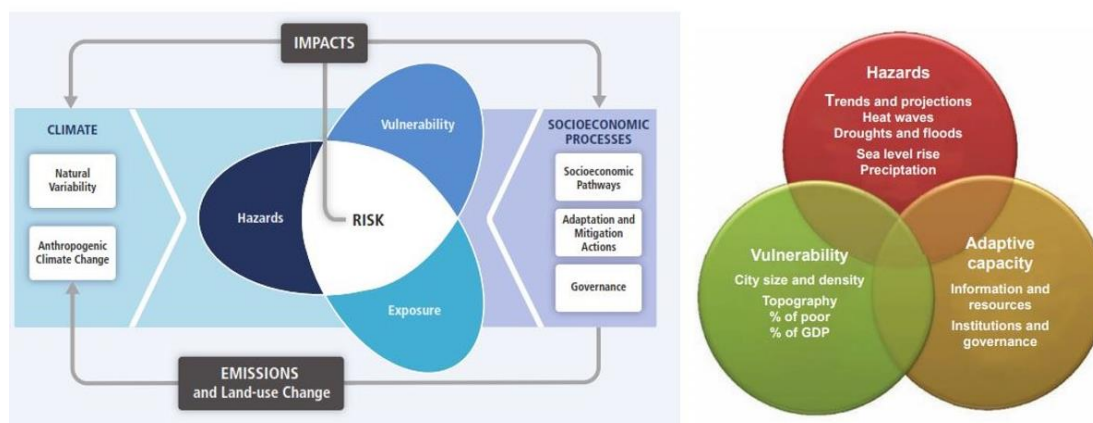 IMPACTS
CLIMATE
Natural
Variability
Anthropogenic
Climate Change
Vulnerability
Hazards
RISK
Exposure
SOCIOECONOMIC
PROCESSES
Socioeconomic
Pathways
Adaptation and
Mitigation
Actions
Governance
EMISSIONS
and Land-use Change
Hazards
Trends and projections
Heat waves
Droughts and floods
Sea level rise
Preciptation
Vulnerability
City size and density
Topography
% of poor
% of GDP
Adaptive
capacity
Information and
resources
Institutions and
governance